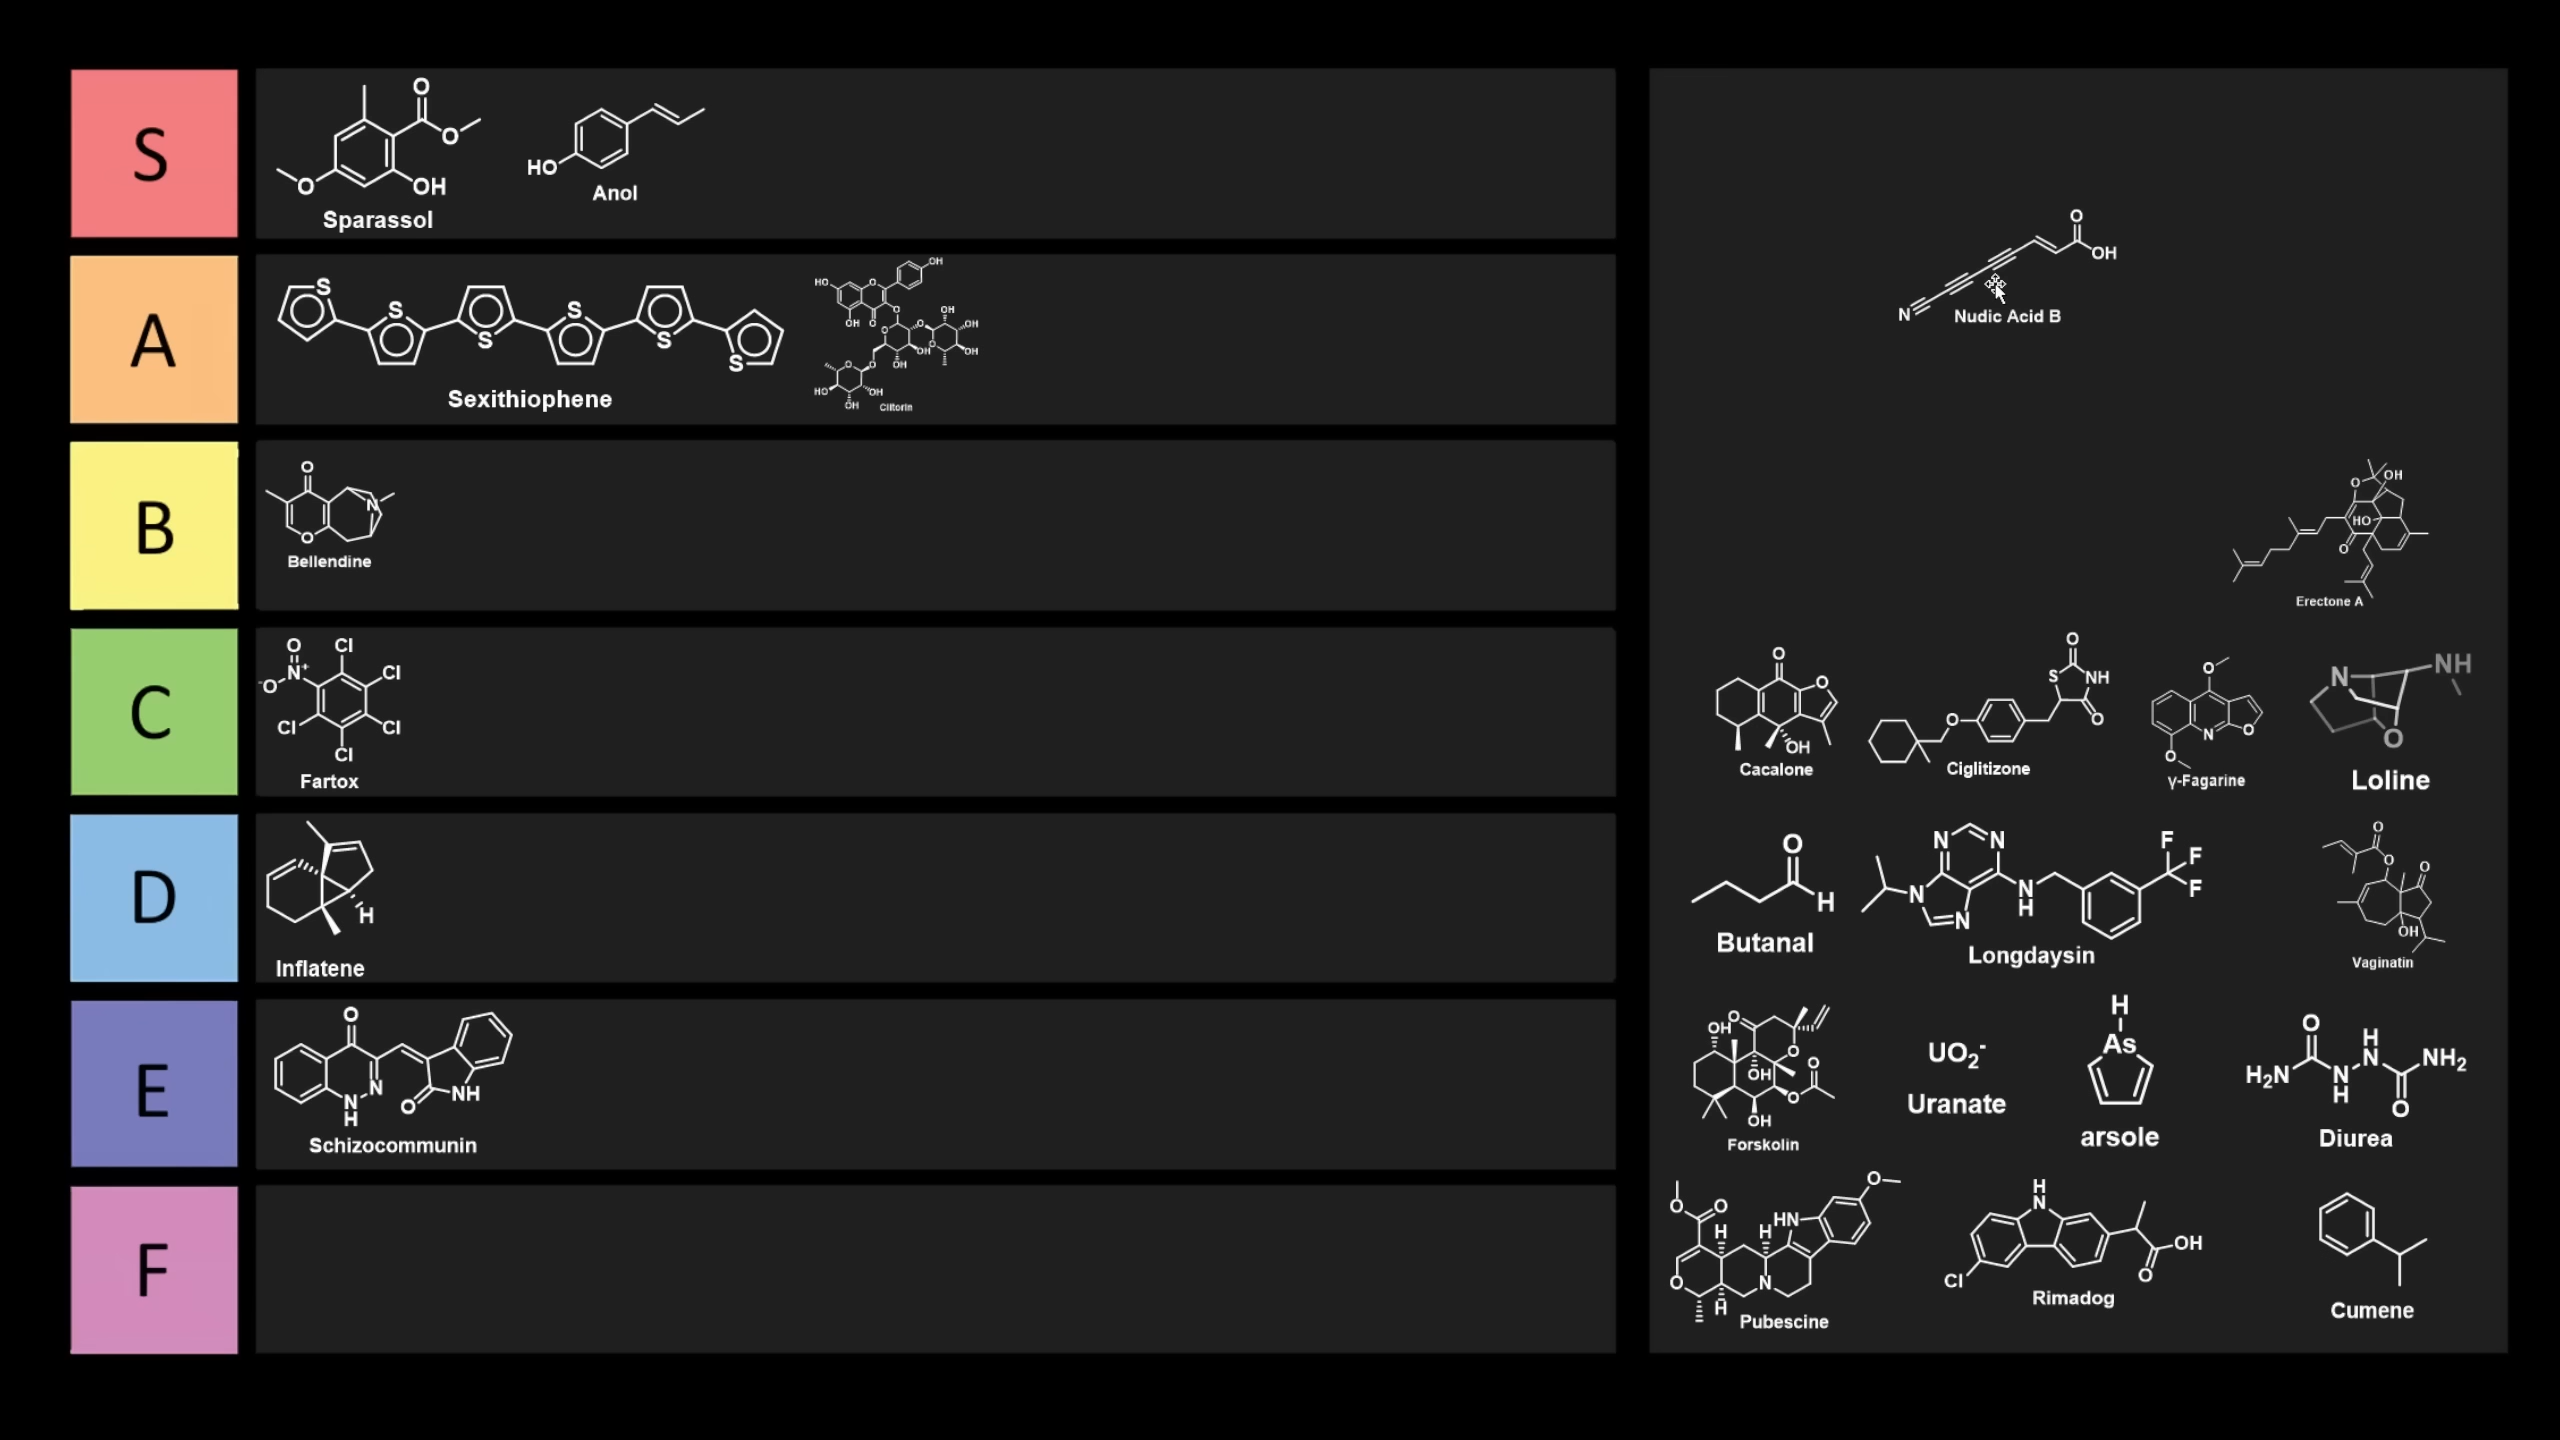 S
Sparassol
Anol
A
Sexithiophene
Clitorin
B
Bellendine
C
Fartox
D
Inflatene
E
Schizocommunin
F
Nudic Acid B
Erectone A
Cacalone
Ciglitizone
γ-Fagarine
Loline
Butanal
Longdaysin
Vaginatin
Forskolin
UO₂⁻
Uranate
arsole
Diurea
Pubescine
Rimadog
Cumene